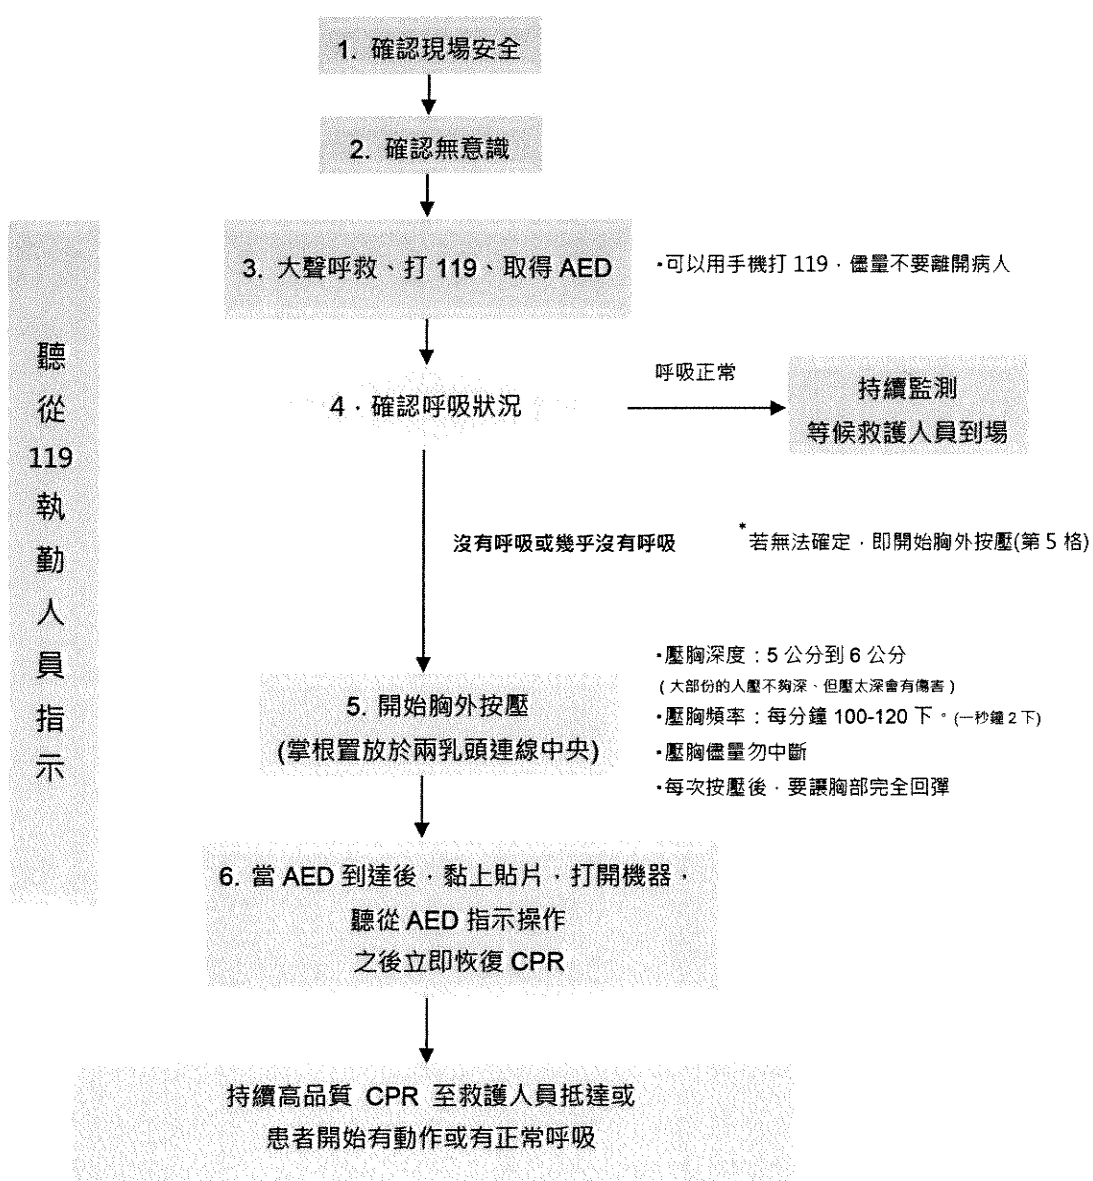 1. 確認現場安全
2. 確認無意識
3. 大聲呼救、打 119、取得 AED
•可以用手機打 119，儘量不要離開病人
4．確認呼吸狀況
呼吸正常
持續監測
等候救護人員到場
沒有呼吸或幾乎沒有呼吸
*若無法確定，即開始胸外按壓(第 5 格)
5. 開始胸外按壓
(掌根置放於兩乳頭連線中央)
•壓胸深度：5 公分到 6 公分
(大部份的人壓不夠深、但壓太深會有傷害)
•壓胸頻率：每分鐘 100-120 下。(一秒鐘 2 下)
•壓胸儘量勿中斷
•每次按壓後，要讓胸部完全回彈
6. 當 AED 到達後，黏上貼片，打開機器，
聽從 AED 指示操作
之後立即恢復 CPR
持續高品質 CPR 至救護人員抵達或
患者開始有動作或有正常呼吸
聽從119執勤人員指示